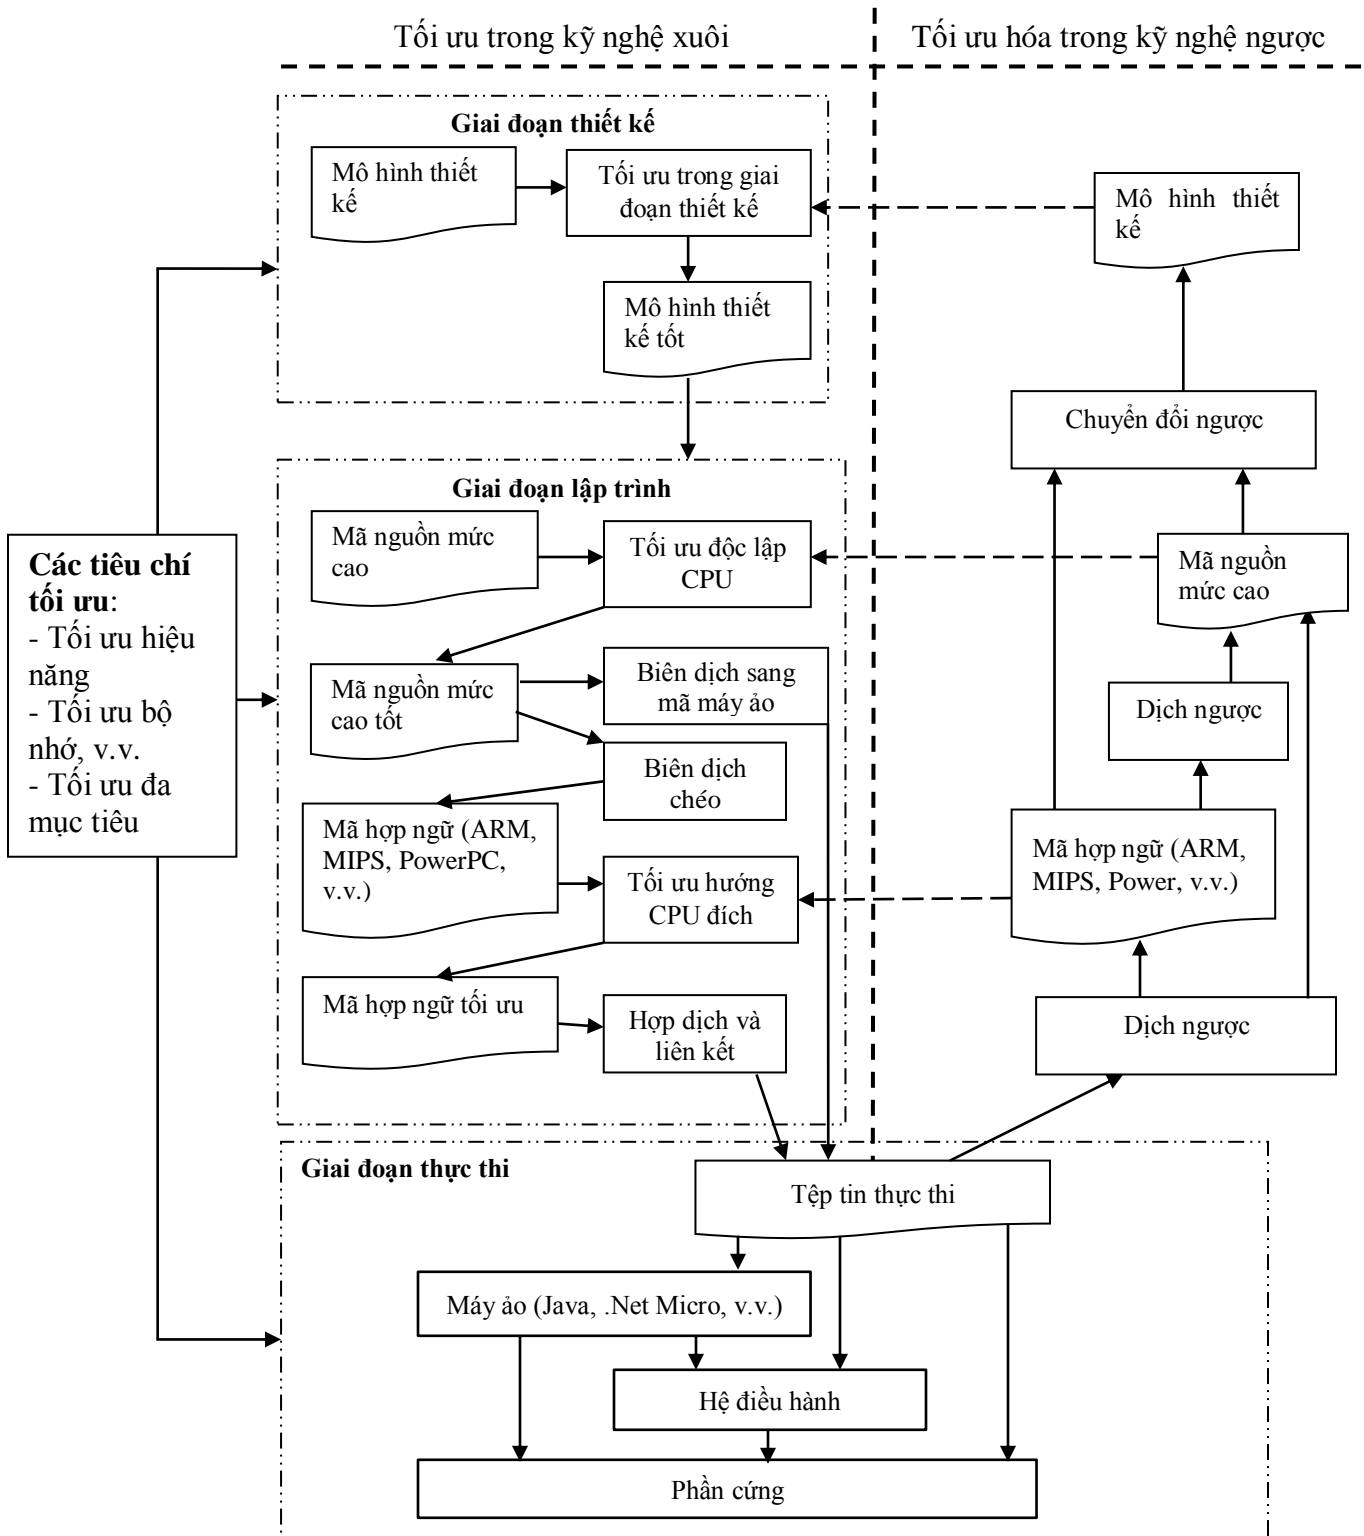 Tối ưu trong kỹ nghệ xuôi
Tối ưu hóa trong kỹ nghệ ngược
Giai đoạn thiết kế
Mô hình thiết
kế
Tối ưu trong giai
đoạn thiết kế
Mô hình thiết
kế
Mô hình thiết
kế tốt
Chuyển đổi ngược
Giai đoạn lập trình
Mã nguồn mức
cao
Tối ưu độc lập
CPU
Mã nguồn mức
cao
Các tiêu chí
tối ưu:
- Tối ưu hiệu
năng
- Tối ưu bộ
nhớ, v.v.
- Tối ưu đa
mục tiêu
Mã nguồn mức
cao tốt
Biên dịch sang
mã máy ảo
Dịch ngược
Biên dịch
chéo
Mã hợp ngữ (ARM,
MIPS, PowerPC,
v.v.)
Tối ưu hướng
CPU đích
Mã hợp ngữ (ARM,
MIPS, Power, v.v.)
Mã hợp ngữ tối ưu
Hợp dịch và
liên kết
Dịch ngược
Giai đoạn thực thi
Tệp tin thực thi
Máy ảo (Java, .Net Micro, v.v.)
Hệ điều hành
Phần cứng